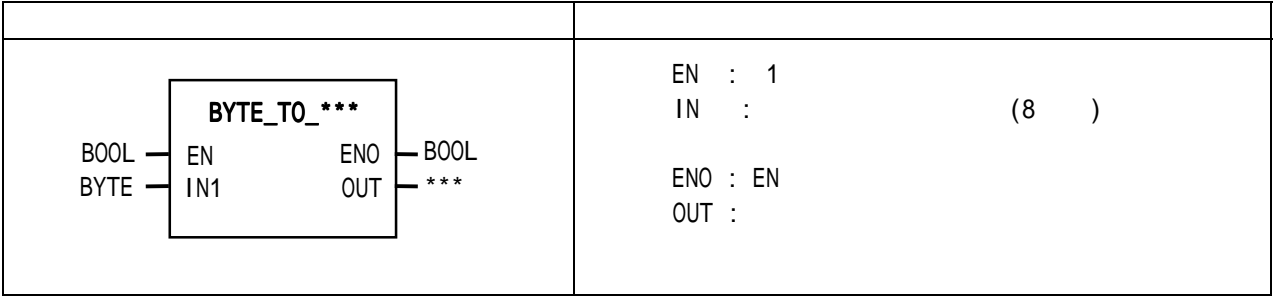 BYTE_TO_***
BOOL EN ENO BOOL
BYTE IN1 OUT ***
EN : 1
IN : (8 )
ENO : EN
OUT :